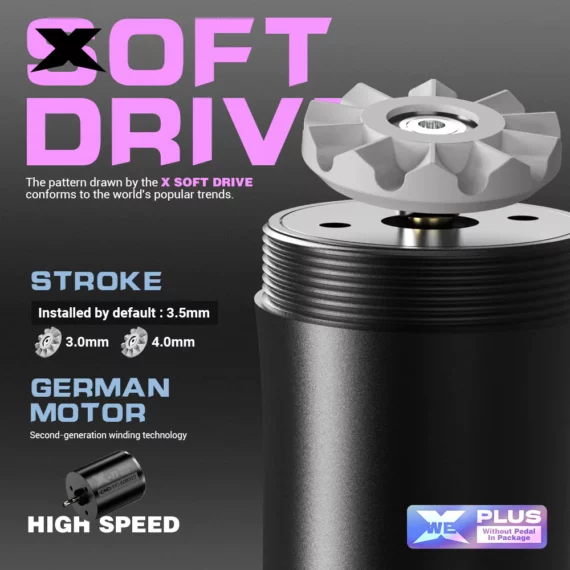 X SOFT
DRIVE
The pattern drawn by the X SOFT DRIVE
conforms to the world's popular trends.
STROKE
Installed by default : 3.5mm
3.0mm 4.0mm
GERMAN
MOTOR
Second-generation winding technology
HIGH SPEED
X WE
PLUS
Without Pedal
In Package